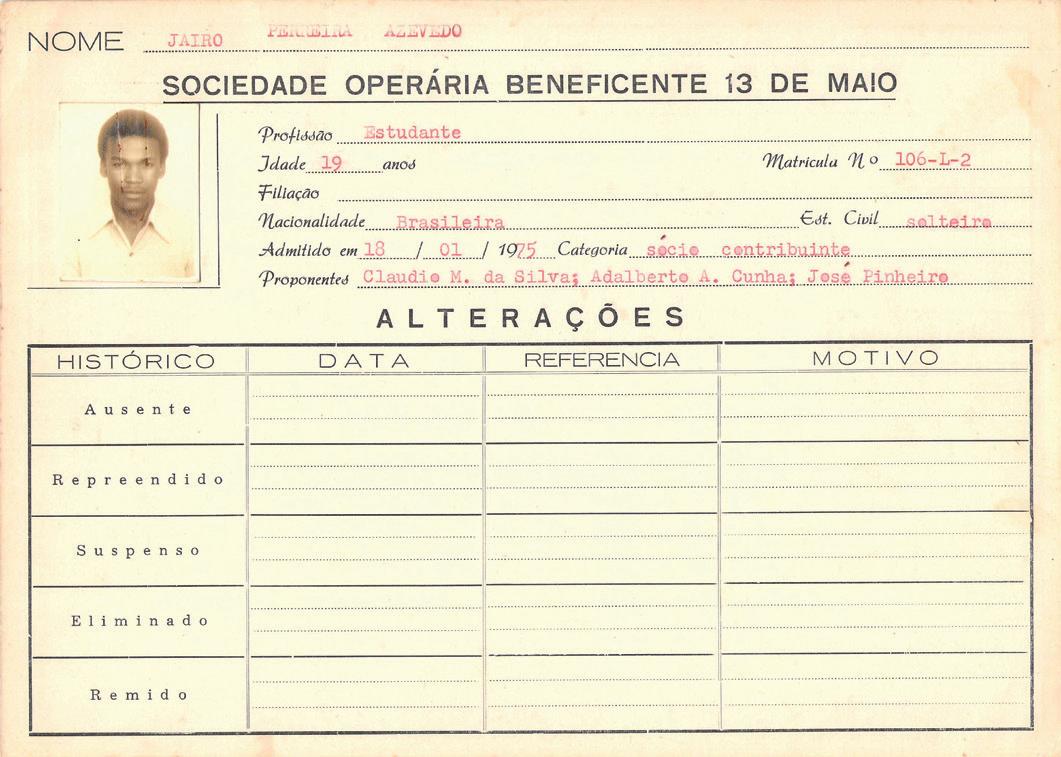 NOME JAIRO FERREIRA AZEVEDO
SOCIEDADE OPERÁRIA BENEFICENTE 13 DE MAIO
Profissão Estudante
Idade 19 anos Matricula Nº 106-L-2
Filiação
Nacionalidade Brasileira Est. Civil solteiro
Admitido em 18 / 01 / 1975 Categoria sócio contribuinte
Proponentes Claudio M. da Silva; Adalberto A. Cunha; José Pinheiro
ALTERAÇÕES
HISTÓRICO DATA REFERENCIA MOTIVO
Ausente
Repreendido
Suspenso
Eliminado
Remido